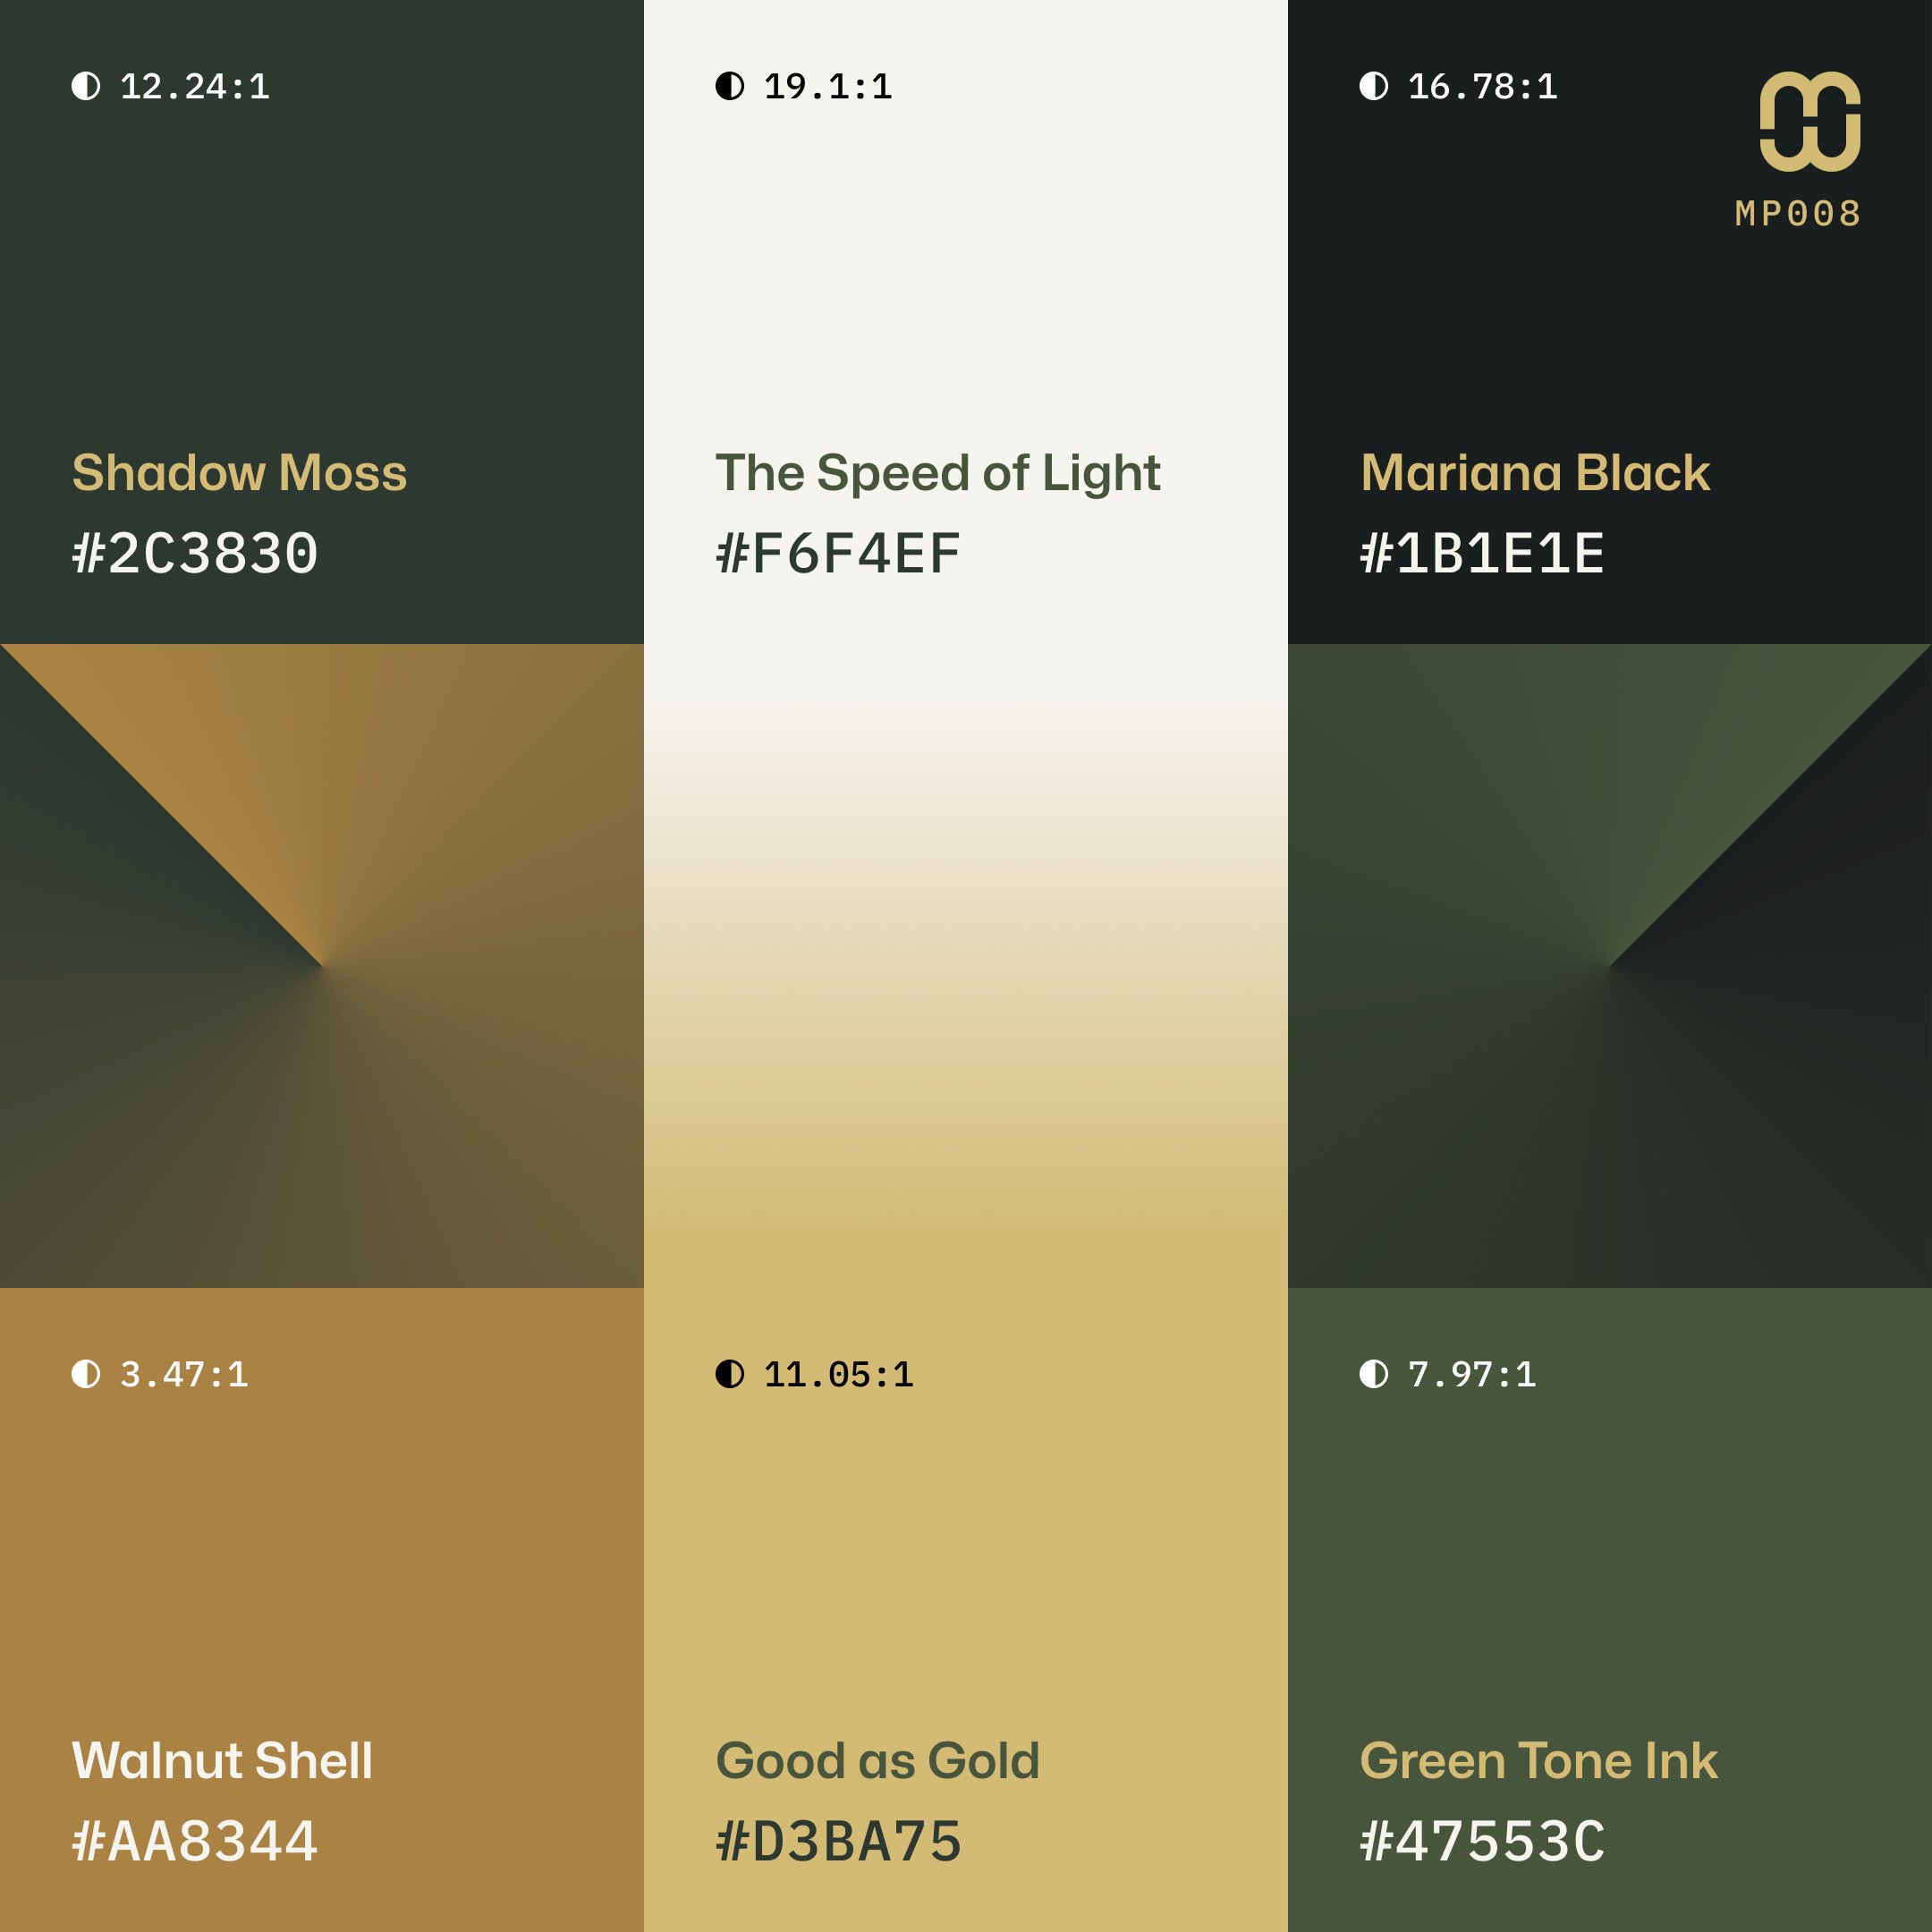 12.24:1
Shadow Moss
#2C3830
19.1:1
The Speed of Light
#F6F4EF
16.78:1
MP008
Mariana Black
#1B1E1E
3.47:1
Walnut Shell
#AA8344
11.05:1
Good as Gold
#D3BA75
7.97:1
Green Tone Ink
#47553C